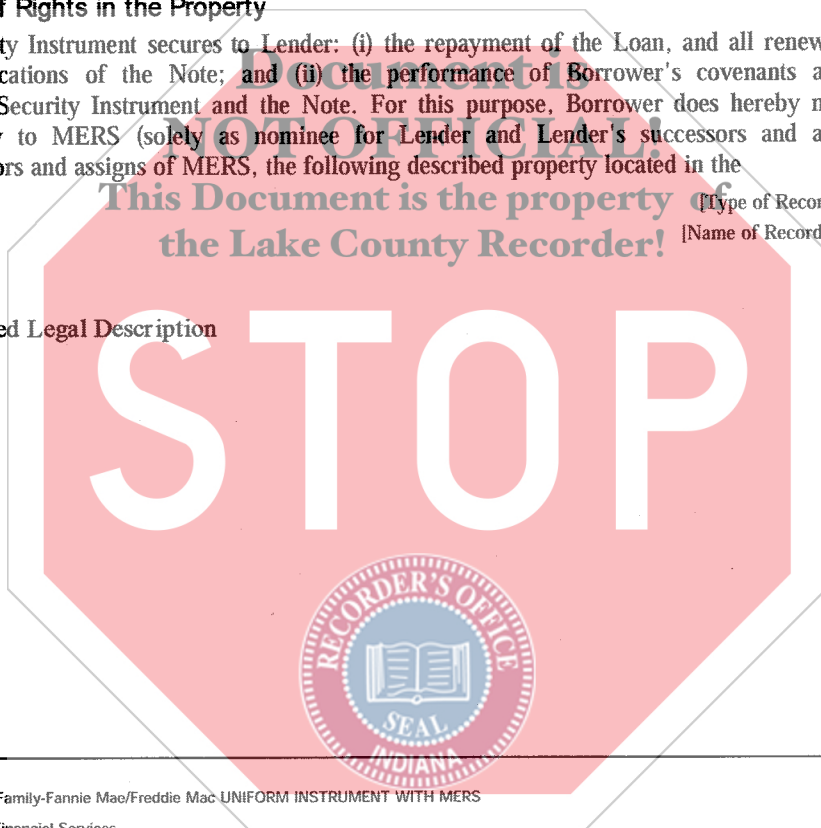 f Rights in the Property
ty Instrument secures to Lender: (i) the repayment of the Loan, and all renew
cations of the Note; and (ii) the performance of Borrower's covenants a
Security Instrument and the Note. For this purpose, Borrower does hereby m
to MERS (solely as nominee for Lender and Lender's successors and a
ors and assigns of MERS, the following described property located in the
[Type of Recor
[Name of Record
Document is
NOT OFFICIAL!
This Document is the property of
the Lake County Recorder!
ed Legal Description
STOP
RECORDER'S OFFICE
SEAL
INDIANA
Family-Fannie Mae/Freddie Mac UNIFORM INSTRUMENT WITH MERS
Financial Services